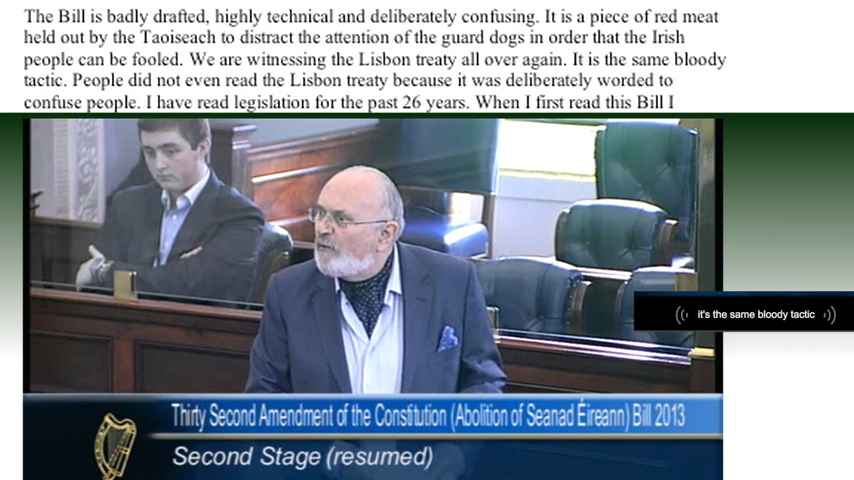 The Bill is badly drafted, highly technical and deliberately confusing. It is a piece of red meat
held out by the Taoiseach to distract the attention of the guard dogs in order that the Irish
people can be fooled. We are witnessing the Lisbon treaty all over again. It is the same bloody
tactic. People did not even read the Lisbon treaty because it was deliberately worded to
confuse people. I have read legislation for the past 26 years. When I first read this Bill I
it's the same bloody tactic
Thirty Second Amendment of the Constitution (Abolition of Seanad Éireann) Bill 2013
Second Stage (resumed)